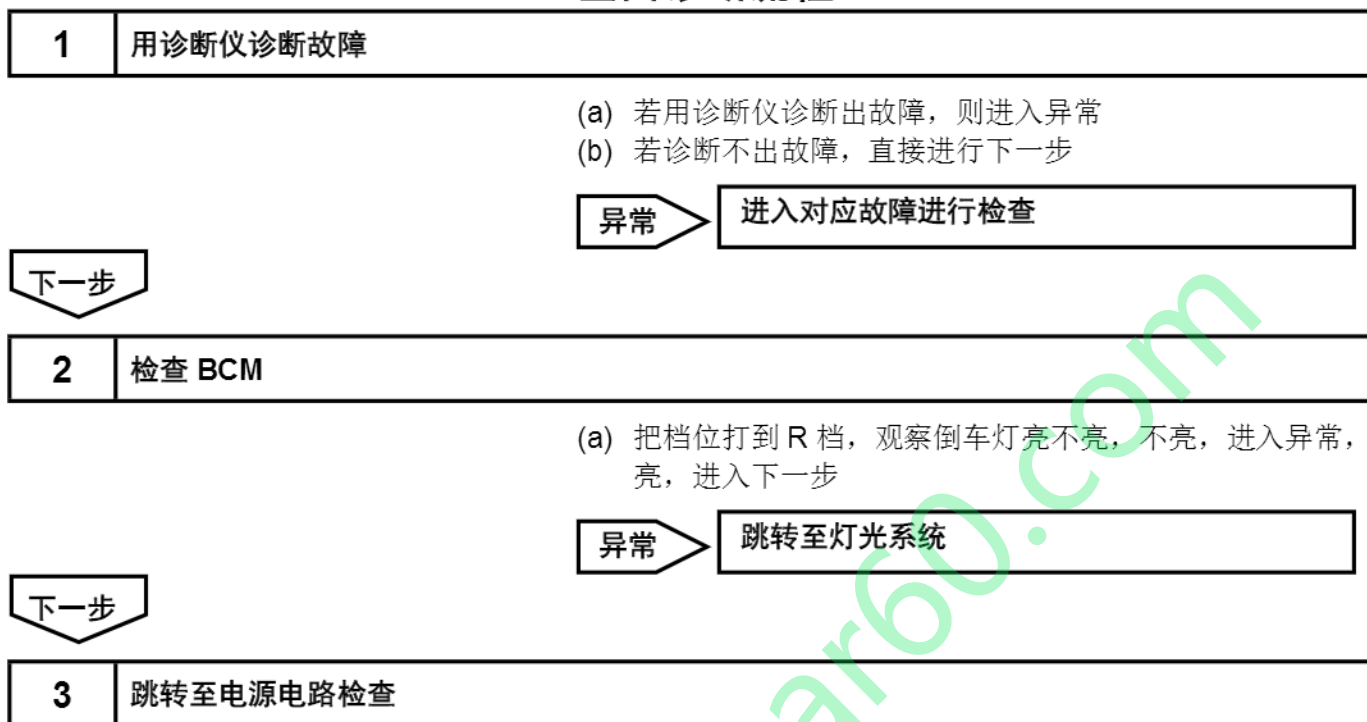 1 用诊断仪诊断故障
(a) 若用诊断仪诊断出故障，则进入异常
(b) 若诊断不出故障，直接进行下一步
异常 进入对应故障进行检查
下一步
2 检查 BCM
(a) 把档位打到 R 档，观察倒车灯亮不亮，不亮，进入异常，
亮，进入下一步
异常 跳转至灯光系统
下一步
3 跳转至电源电路检查
ar60.com